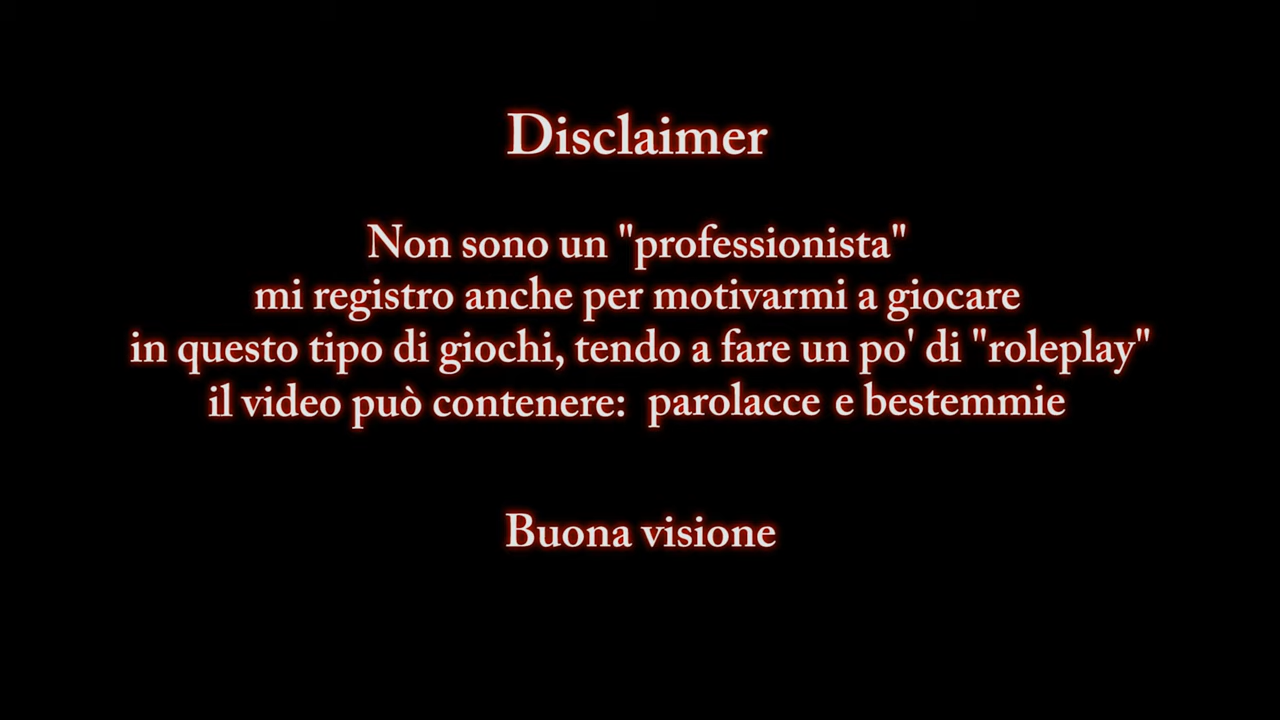 Disclaimer
Non sono un "professionista"
mi registro anche per motivarmi a giocare
in questo tipo di giochi, tendo a fare un po' di "roleplay"
il video può contenere: parolacce e bestemmie
Buona visione